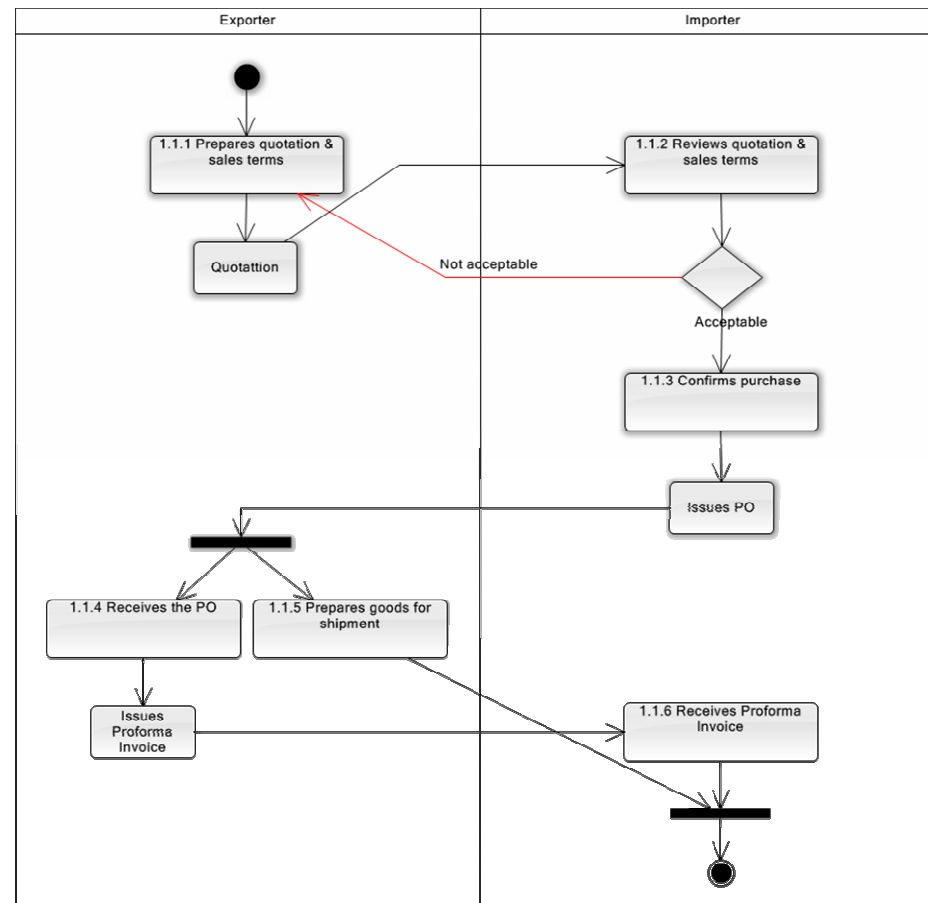 Exporter
Importer
1.1.1 Prepares quotation &
sales terms
1.1.2 Reviews quotation &
sales terms
Quotattion
Not acceptable
Acceptable
1.1.3 Confirms purchase
Issues PO
1.1.4 Receives the PO
1.1.5 Prepares goods for
shipment
Issues
Proforma
Invoice
1.1.6 Receives Proforma
Invoice